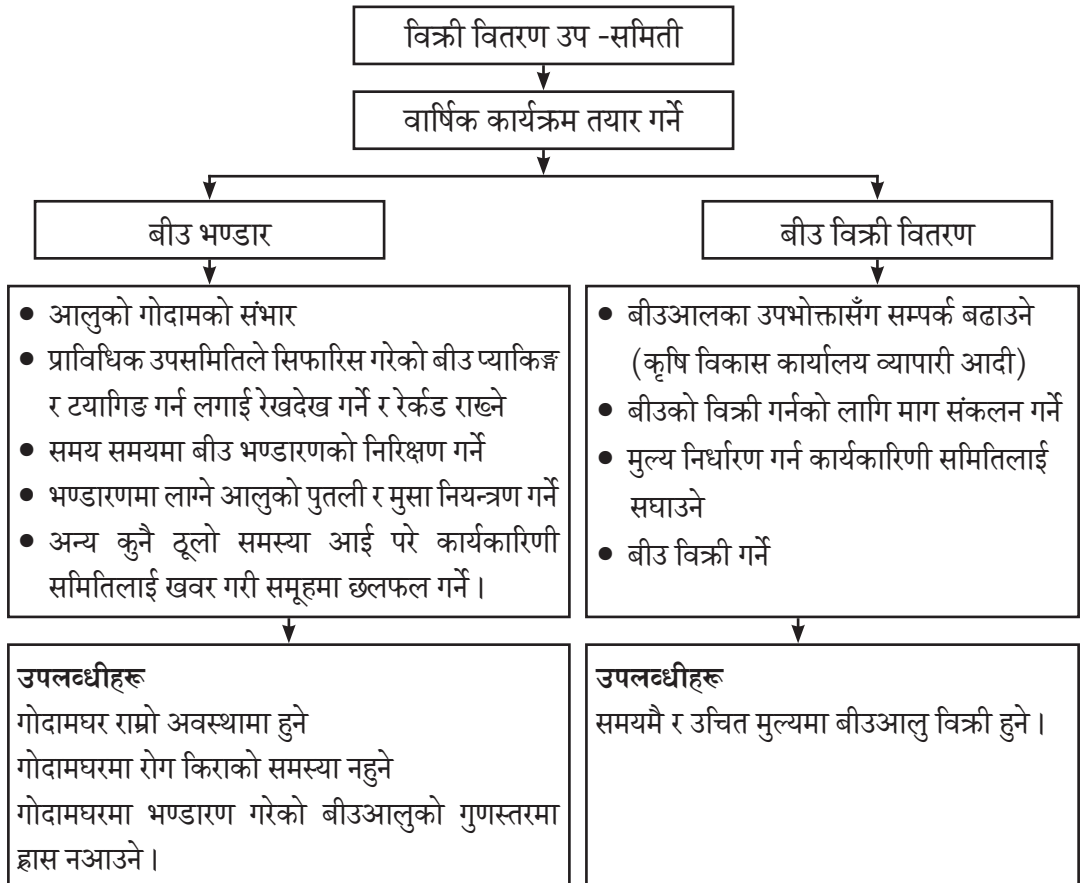 विक्री वितरण उप -समिती
वार्षिक कार्यक्रम तयार गर्ने
बीउ भण्डार
• आलुको गोदामको संभार
• प्राविधिक उपसमितिले सिफारिस गरेको बीउ प्याकिङ्ग
र टयागिङ गर्न लगाई रेखदेख गर्ने र रेर्कड राख्ने
• समय समयमा बीउ भण्डारणको निरिक्षण गर्ने
• भण्डारणमा लाग्ने आलुको पुतली र मुसा नियन्त्रण गर्ने
• अन्य कुनै ठूलो समस्या आई परे कार्यकारिणी
समितिलाई खवर गरी समूहमा छलफल गर्ने ।
उपलव्धीहरू
गोदामघर राम्रो अवस्थामा हुने
गोदामघरमा रोग किराको समस्या नहुने
गोदामघरमा भण्डारण गरेको बीउआलुको गुणस्तरमा
ह्रास नआउने ।
बीउ विक्री वितरण
• बीउआलका उपभोक्तासँग सम्पर्क बढाउने
(कृषि विकास कार्यालय व्यापारी आदी)
• बीउको विक्री गर्नको लागि माग संकलन गर्ने
• मुल्य निर्धारण गर्न कार्यकारिणी समितिलाई
सघाउने
• बीउ विक्री गर्ने
उपलव्धीहरू
समयमै र उचित मुल्यमा बीउआलु विक्री हुने ।